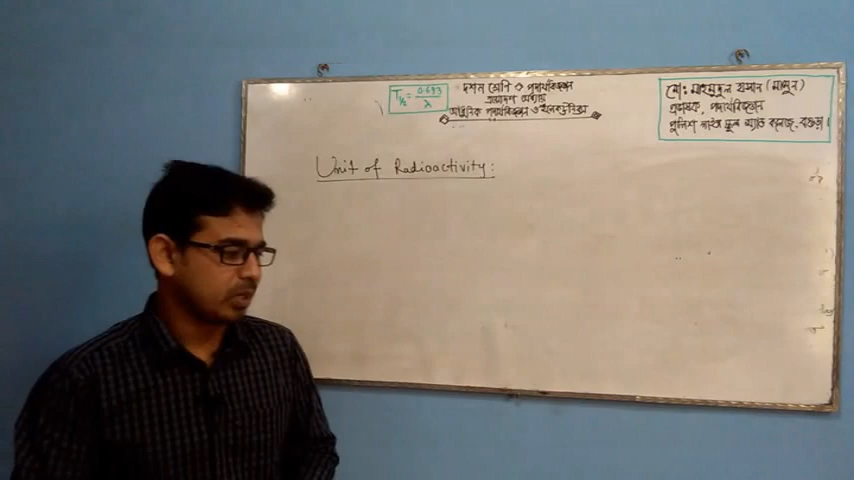 T½ = 0.693/λ
দশম শ্রেণি ঃ পদার্থবিজ্ঞান
ত্রয়োদশ অধ্যায়
আধুনিক পদার্থবিজ্ঞান ও ইলেকট্রনিক্স
মো: মাহমুদুল হাসান (মামুন)
প্রভাষক, পদার্থবিজ্ঞান
পুলিশ লাইন্স স্কুল অ্যান্ড কলেজ, বগুড়া।
Unit of Radioactivity: